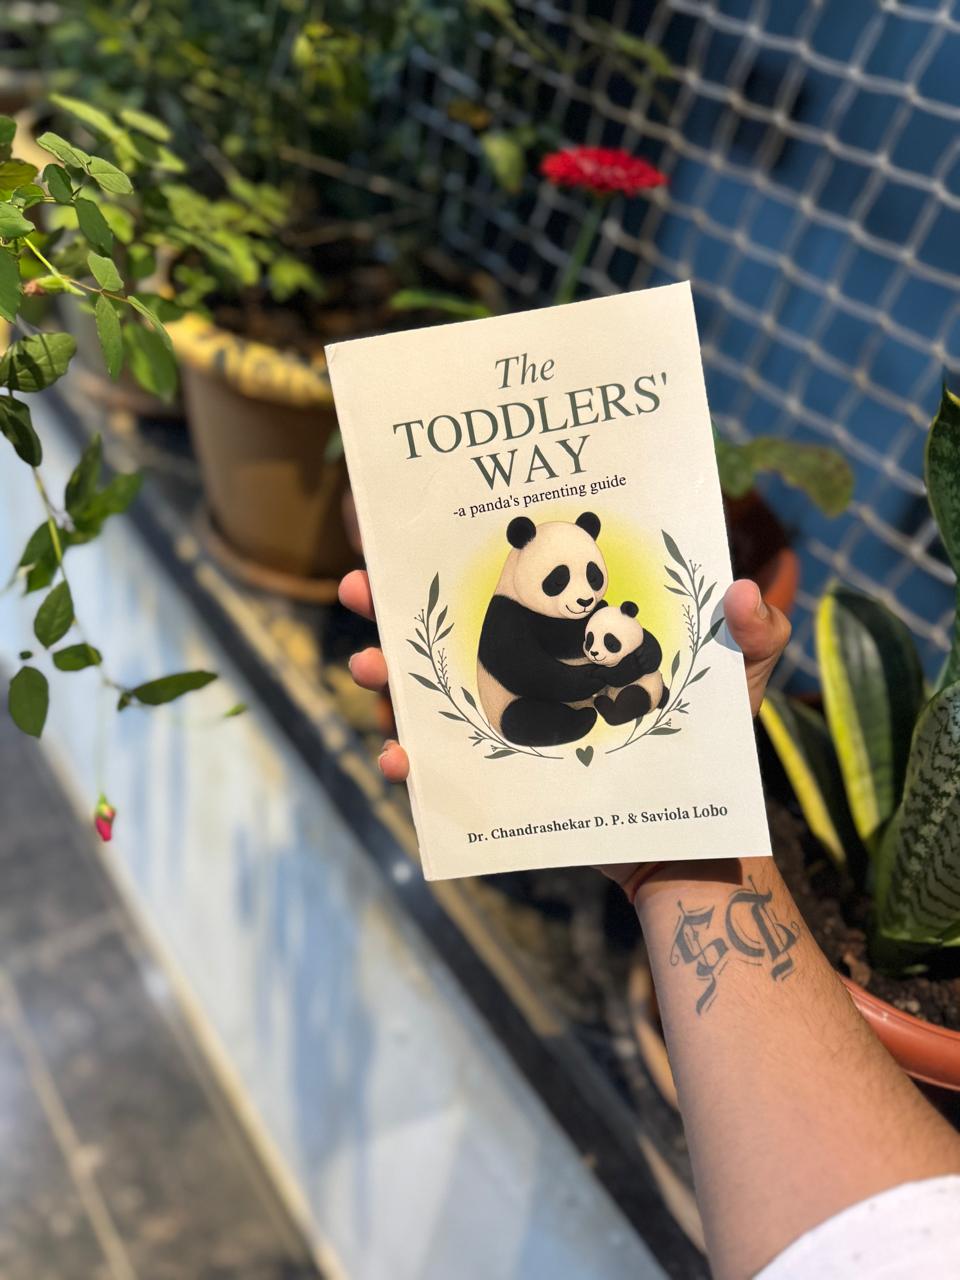 The
TODDLERS'
WAY
-a panda's parenting guide
Dr. Chandrashekar D. P. & Saviola Lobo